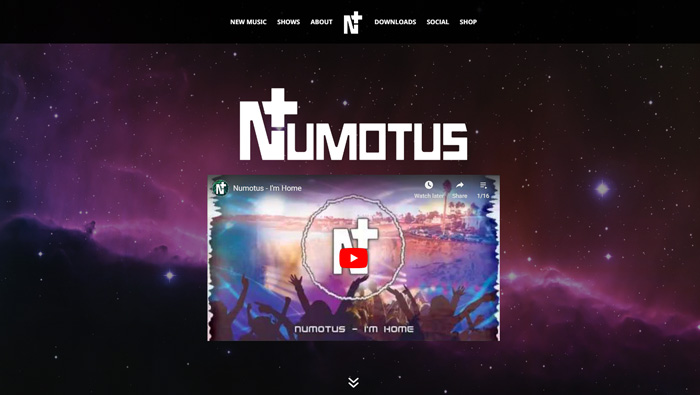 NEW MUSIC SHOWS ABOUT N+ DOWNLOADS SOCIAL SHOP
NUMOTUS
N+ Numotus - I'm Home
Watch later Share 1/16
N+
NUMOTUS - I'M HOME